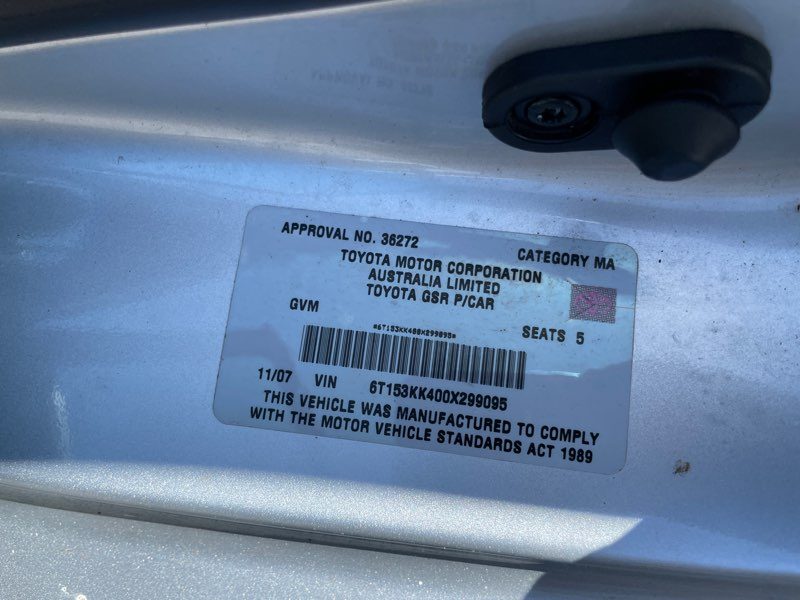 APPROVAL NO. 36272
CATEGORY MA
TOYOTA MOTOR CORPORATION
AUSTRALIA LIMITED
TOYOTA GSR P/CAR
GVM
SEATS 5
*6T153KK400X299095*
11/07 VIN 6T153KK400X299095
THIS VEHICLE WAS MANUFACTURED TO COMPLY
WITH THE MOTOR VEHICLE STANDARDS ACT 1989